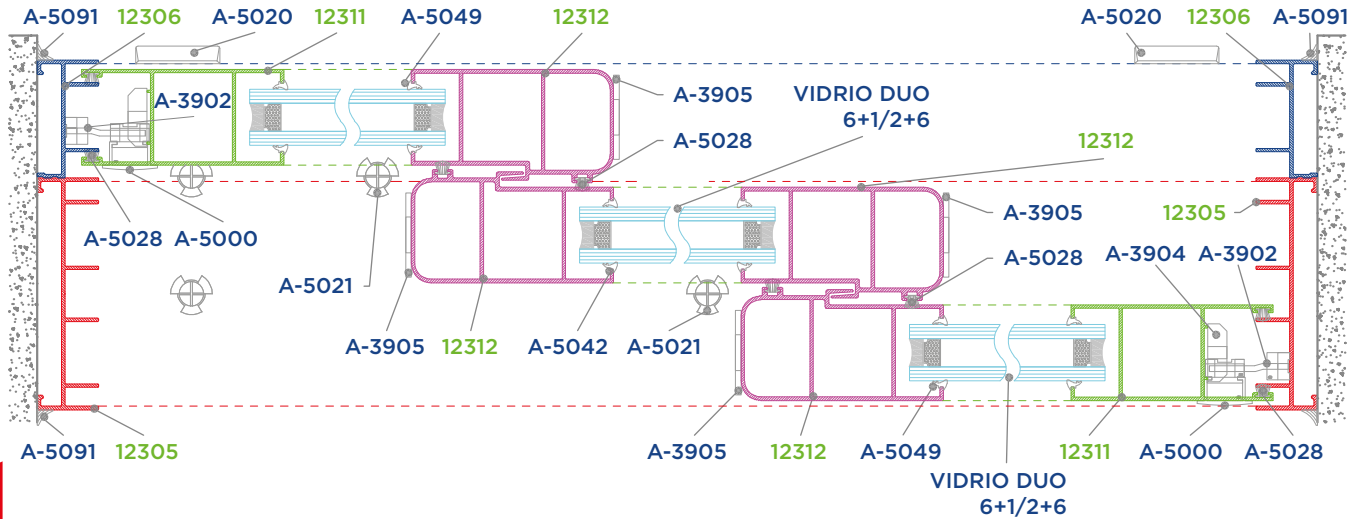 A-5091 12306 A-5020 12311 A-5049 12312 A-5020 12306 A-5091
A-3902
A-3905
VIDRIO DUO
6+1/2+6
A-5028
12312
A-3905
12305
A-5028 A-5000
A-5021
A-5028
A-3904 A-3902
A-3905 12312 A-5042 A-5021
A-5091 12305
A-3905 12312 A-5049
VIDRIO DUO
6+1/2+6
12311 A-5000 A-5028